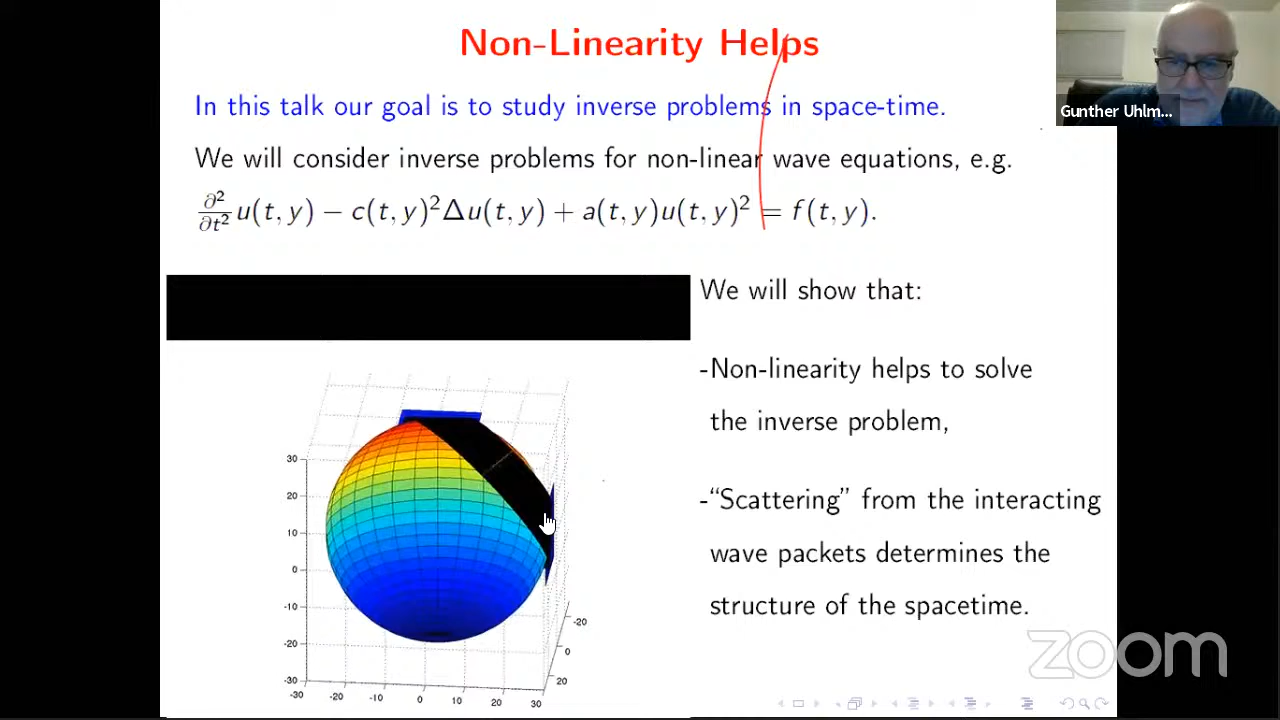 Non-Linearity Helps
Gunther Uhlm...
In this talk our goal is to study inverse problems in space-time.
We will consider inverse problems for non-linear wave equations, e.g.
∂²/∂t² u(t, y) − c(t, y)²Δu(t, y) + a(t, y)u(t, y)² = f(t, y).
We will show that:
-Non-linearity helps to solve
the inverse problem,
-“Scattering” from the interacting
wave packets determines the
structure of the spacetime.
30
20
10
0
-10
-20
-30
-30
-20
-10
0
10
20
30
-20
0
20
zoom